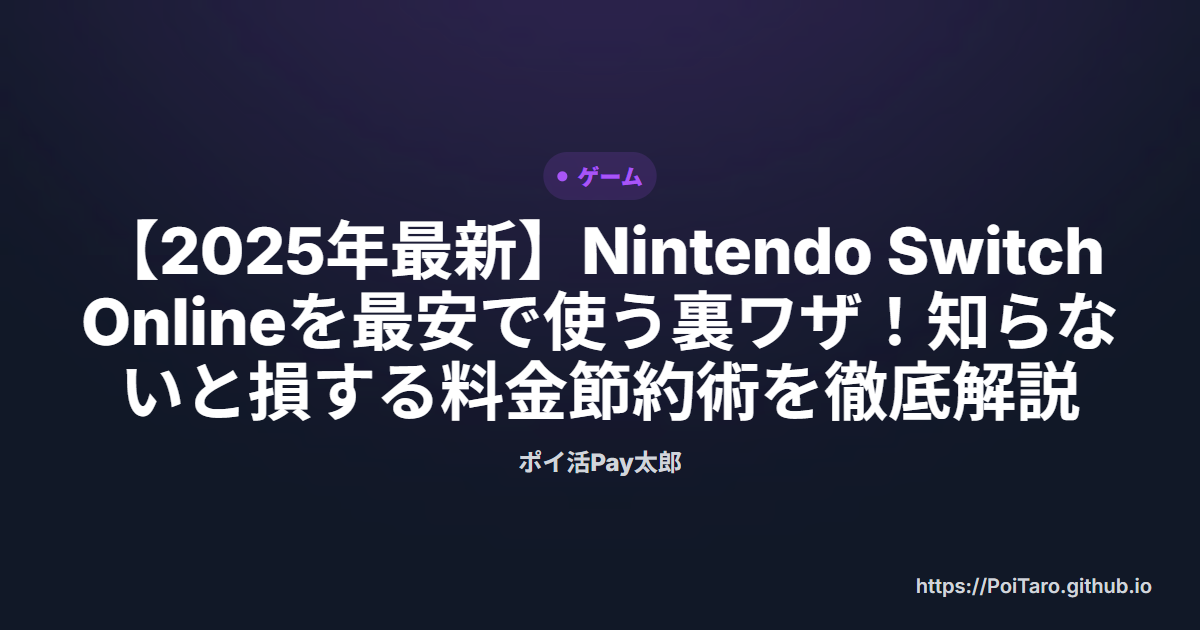 ゲーム
【2025年最新】Nintendo Switch
Onlineを最安で使う裏ワザ！知らな
いと損する料金節約術を徹底解説
ポイ活Pay太郎
https://PoiTaro.github.io